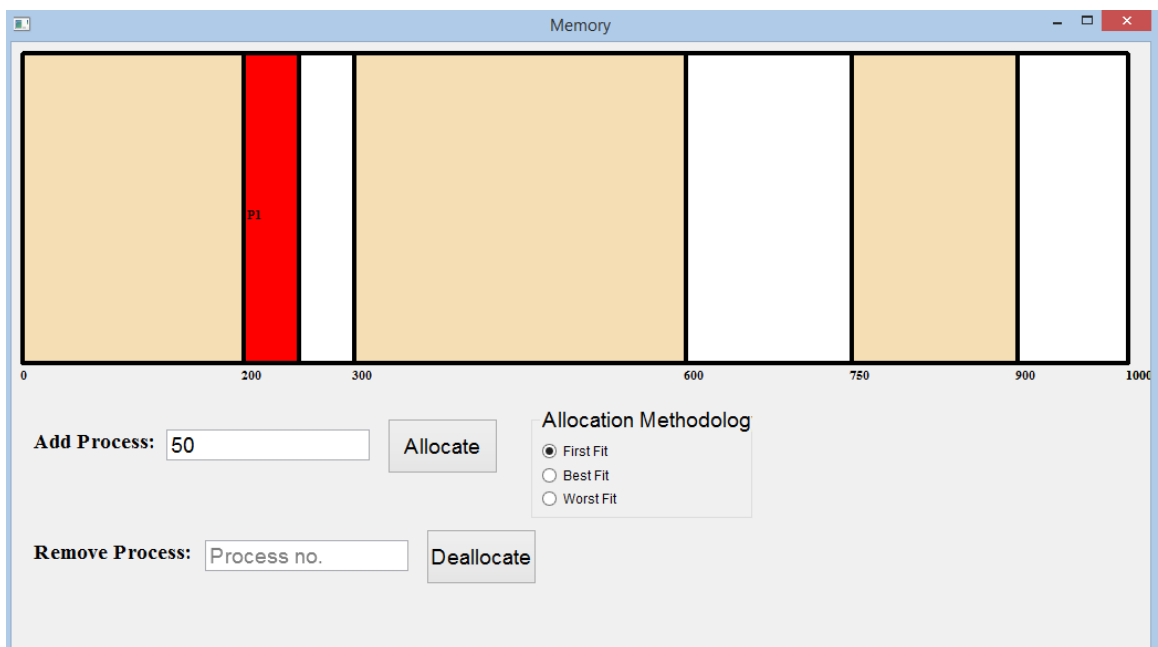 Memory
P1
0 200 300 600 750 900 1000
Allocation Methodolog
Add Process: 50 Allocate
First Fit
Best Fit
Worst Fit
Remove Process: Process no. Deallocate